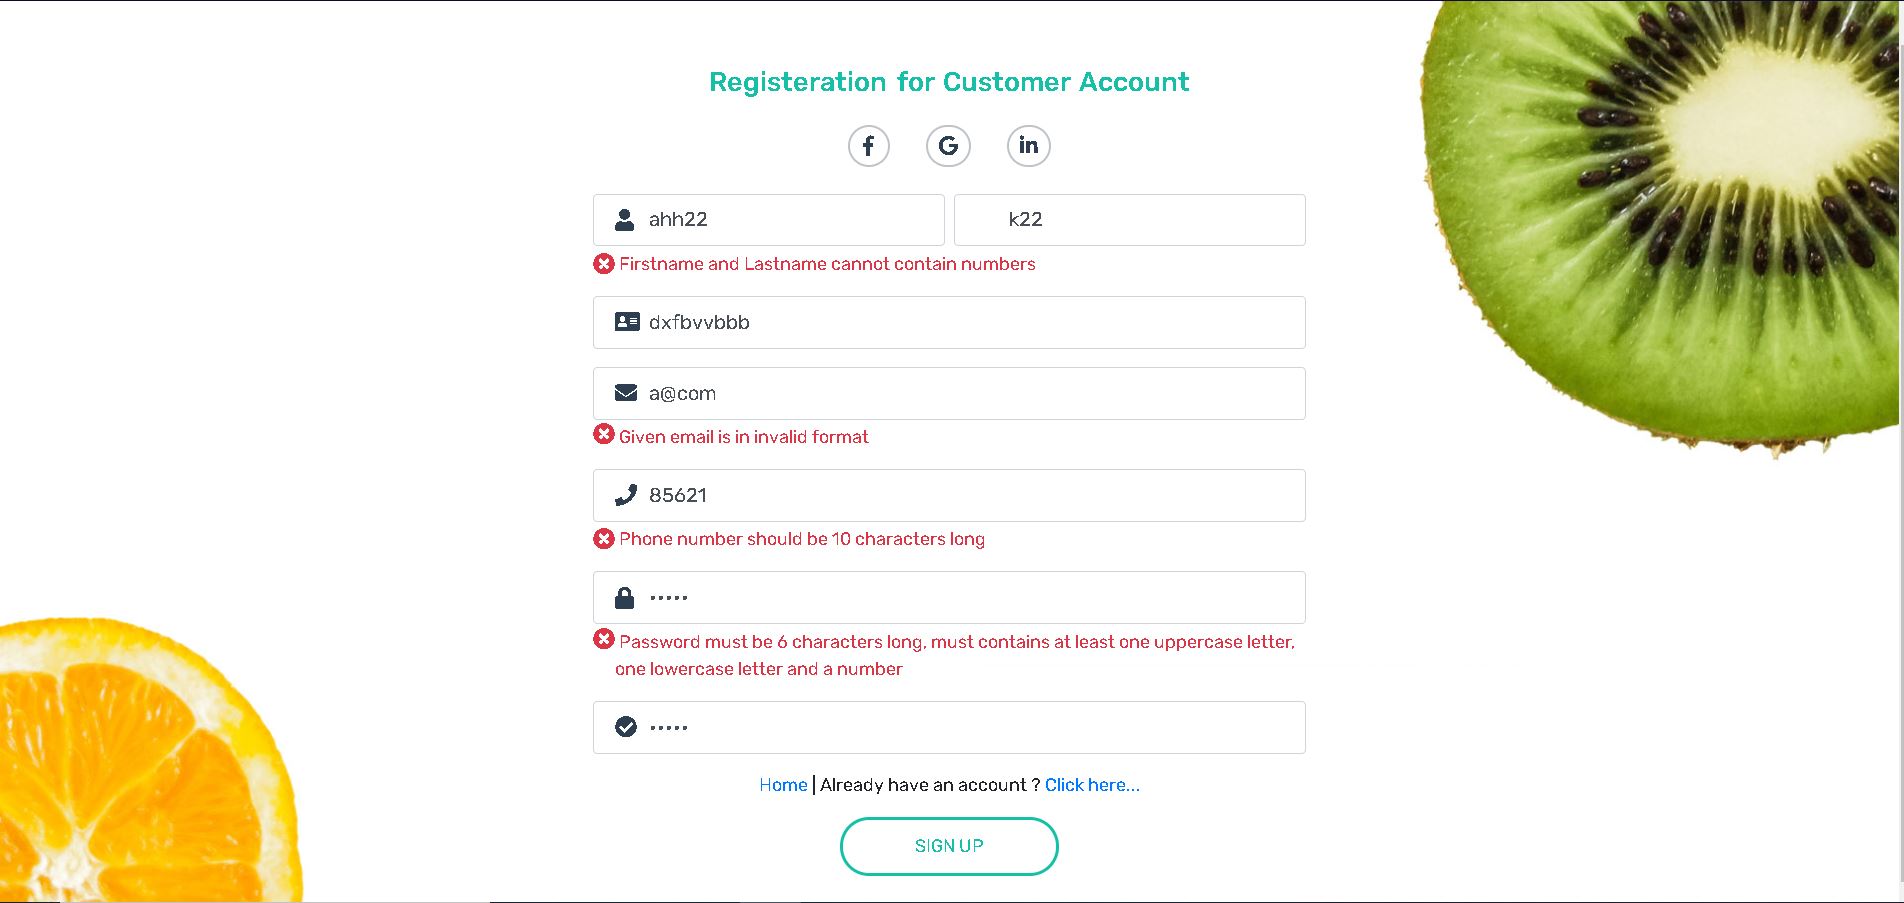 Registeration for Customer Account
f G in
ahh22 k22
Firstname and Lastname cannot contain numbers
dxfbvvbbb
a@com
Given email is in invalid format
85621
Phone number should be 10 characters long
•••••
Password must be 6 characters long, must contains at least one uppercase letter,
one lowercase letter and a number
•••••
Home | Already have an account ? Click here...
SIGN UP